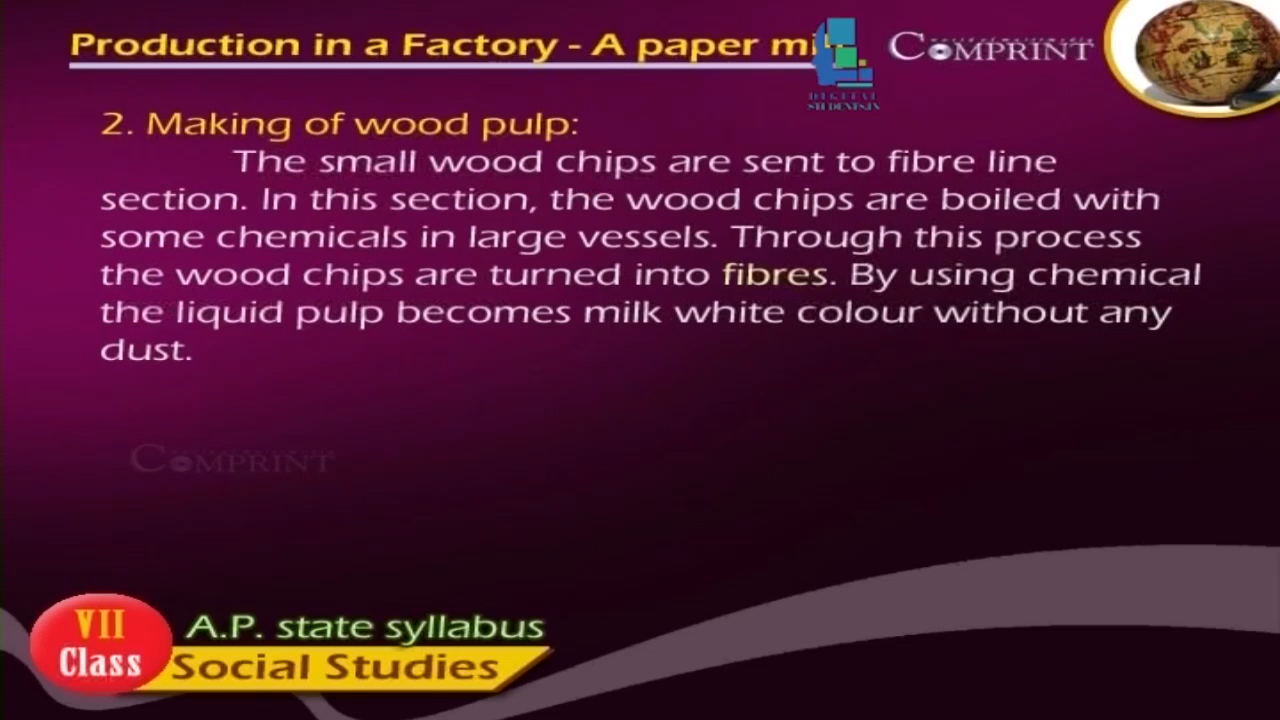 Production in a Factory - A paper mi
COMPRINT
DIGITAL
STUDENTS.IN
2. Making of wood pulp:
The small wood chips are sent to fibre line
section. In this section, the wood chips are boiled with
some chemicals in large vessels. Through this process
the wood chips are turned into fibres. By using chemical
the liquid pulp becomes milk white colour without any
dust.
COMPRINT
VII
Class
A.P. state syllabus
Social Studies